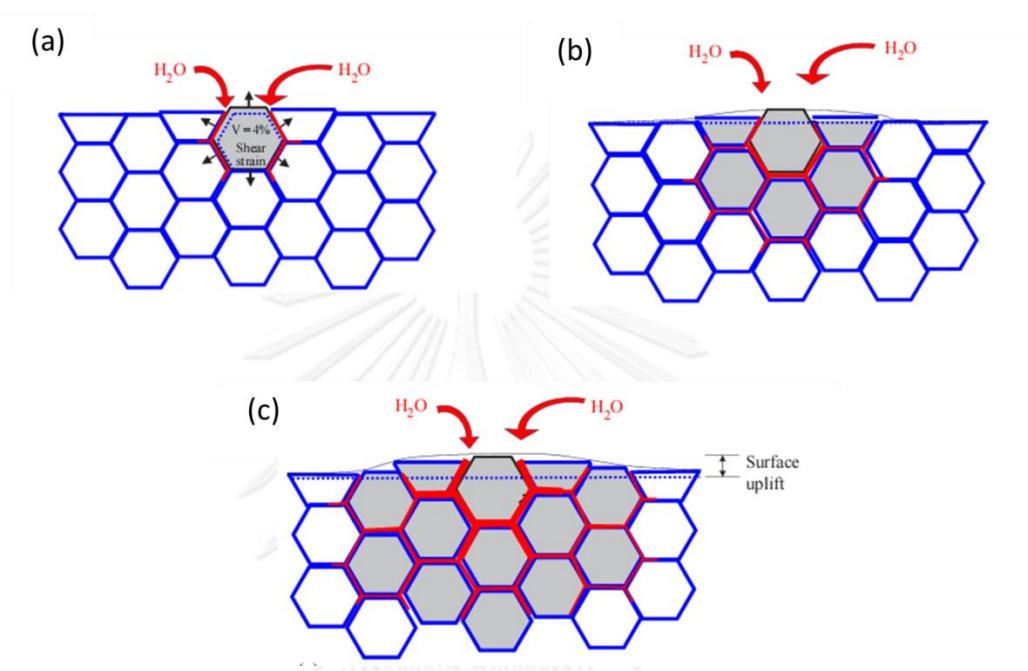 (a)
H₂O
H₂O
V = 4%
Shear
strain
(b)
H₂O
H₂O
(c)
H₂O
H₂O
Surface
uplift